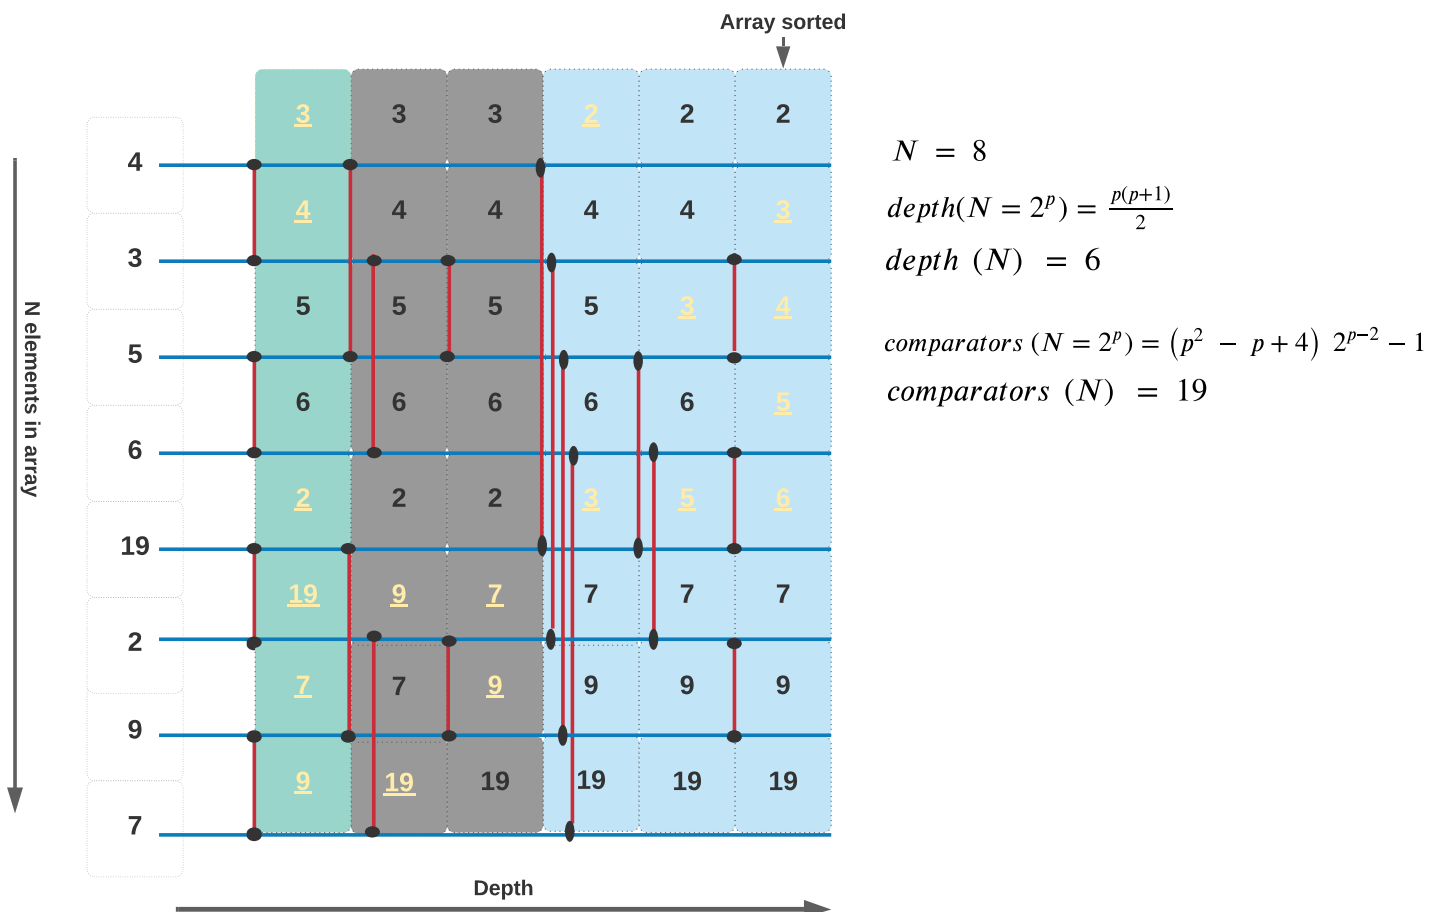 Array sorted
3 3 3 2 2 2
4
4 4 4 4 4 3
3
5 5 5 5 3 4
5
6 6 6 6 6 5
6
2 2 2 3 5 6
19
19 9 7 7 7 7
2
7 7 9 9 9 9
9
9 19 19 19 19 19
7
N elements in array
Depth
N = 8
depth(N = 2^p) = p(p+1)/2
depth (N) = 6
comparators (N = 2^p) = (p^2 − p + 4) 2^{p−2} − 1
comparators (N) = 19